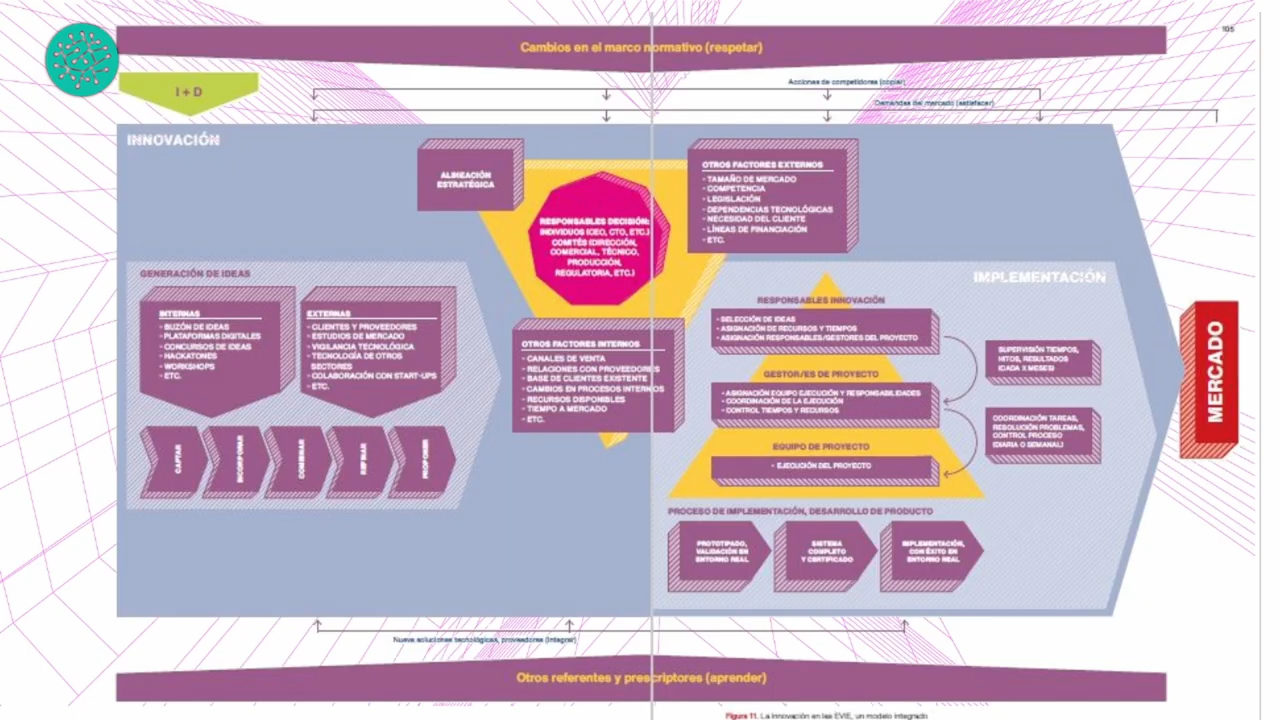 105
Cambios en el marco normativo (respetar)
Acciones de competidores (copiar)
I + D
Demandas del mercado (satisfacer)
INNOVACIÓN
ALINEACIÓN
ESTRATÉGICA
RESPONSABLES DECISIÓN:
INDIVIDUOS (CEO, CTO, ETC.)
COMITÉS (DIRECCIÓN,
COMERCIAL, TÉCNICO,
PRODUCCIÓN,
REGULATORIA, ETC.)
OTROS FACTORES EXTERNOS
- TAMAÑO DE MERCADO
- COMPETENCIA
- LEGISLACIÓN
- DEPENDENCIAS TECNOLÓGICAS
- NECESIDAD DEL CLIENTE
- LÍNEAS DE FINANCIACIÓN
- ETC.
GENERACIÓN DE IDEAS
INTERNAS
- BUZÓN DE IDEAS
- PLATAFORMAS DIGITALES
- CONCURSOS DE IDEAS
- HACKATONES
- WORKSHOPS
- ETC.
EXTERNAS
- CLIENTES Y PROVEEDORES
- ESTUDIOS DE MERCADO
- VIGILANCIA TECNOLÓGICA
- TECNOLOGÍA DE OTROS
SECTORES
- COLABORACIÓN CON START-UPS
- ETC.
CAPTAR
INCORPORAR
COMBINAR
REFINAR
PROPONER
OTROS FACTORES INTERNOS
- CANALES DE VENTA
- RELACIONES CON PROVEEDORES
- BASE DE CLIENTES EXISTENTE
- CAMBIOS EN PROCESOS INTERNOS
- RECURSOS DISPONIBLES
- TIEMPO A MERCADO
- ETC.
IMPLEMENTACIÓN
RESPONSABLES INNOVACIÓN
- SELECCIÓN DE IDEAS
- ASIGNACIÓN DE RECURSOS Y TIEMPOS
- ASIGNACIÓN RESPONSABLES/GESTORES DEL PROYECTO
SUPERVISIÓN TIEMPOS,
HITOS, RESULTADOS
(CADA X MESES)
GESTOR/ES DE PROYECTO
- ASIGNACIÓN EQUIPO EJECUCIÓN Y RESPONSABILIDADES
- COORDINACIÓN DE LA EJECUCIÓN
- CONTROL TIEMPOS Y RECURSOS
COORDINACIÓN TAREAS,
RESOLUCIÓN PROBLEMAS,
CONTROL PROCESO
(DIARIA O SEMANAL)
EQUIPO DE PROYECTO
- EJECUCIÓN DEL PROYECTO
PROCESO DE IMPLEMENTACIÓN, DESARROLLO DE PRODUCTO
PROTOTIPADO,
VALIDACIÓN EN
ENTORNO REAL
SISTEMA
COMPLETO
Y CERTIFICADO
IMPLEMENTACIÓN,
CON ÉXITO EN
ENTORNO REAL
MERCADO
Nueve soluciones tecnológicas, proveedores (integrar)
Otros referentes y prescriptores (aprender)
Figura 11. La innovación en las EVIE, un modelo integrado